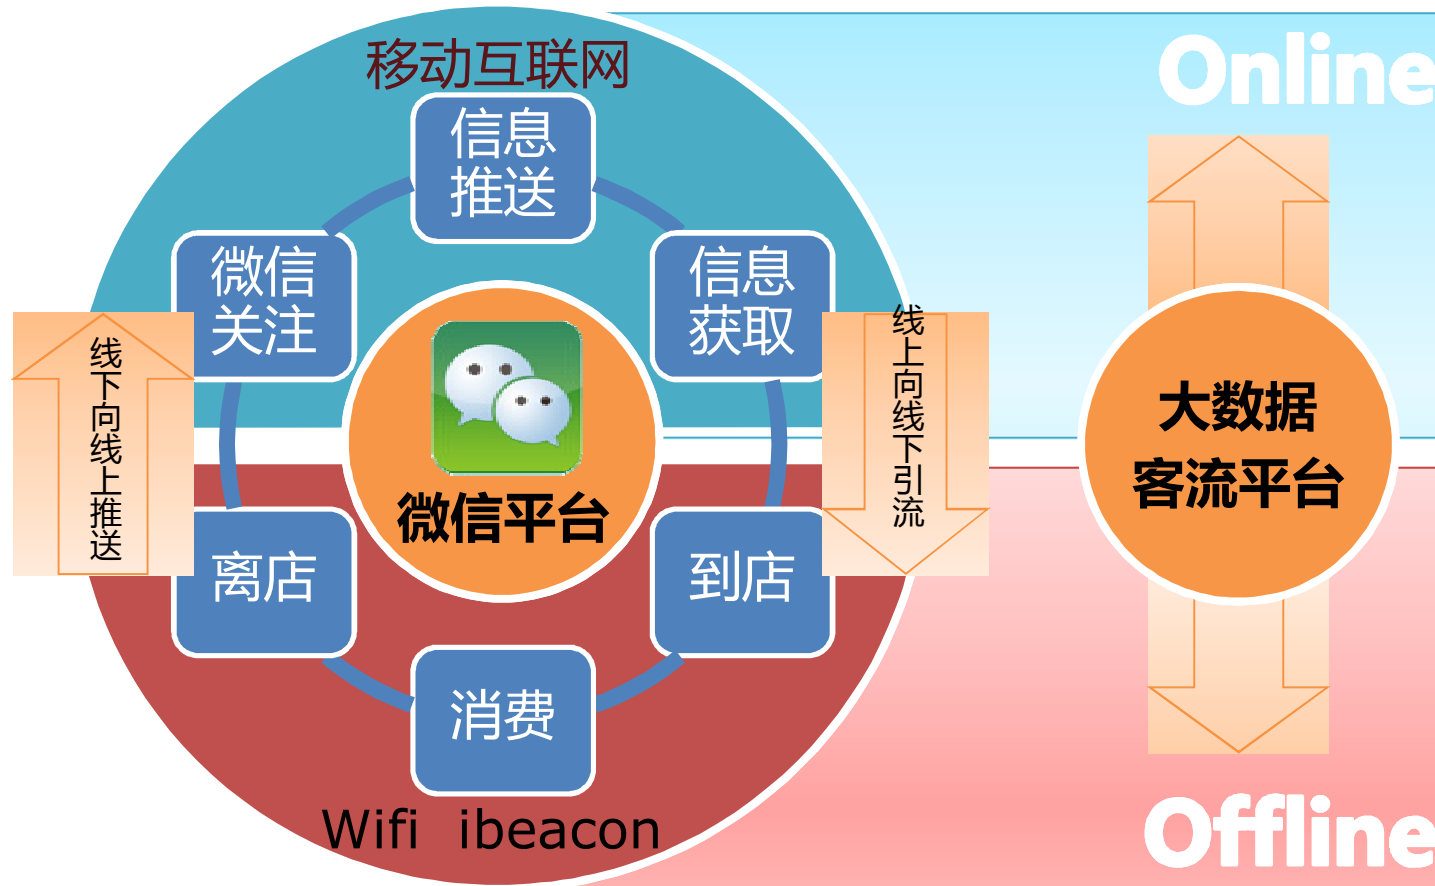 移动互联网
Online
信息
推送
微信
关注
信息
获取
线下向线上推送
线上向线下引流
微信平台
大数据
客流平台
离店
到店
消费
Wifi ibeacon
Offline